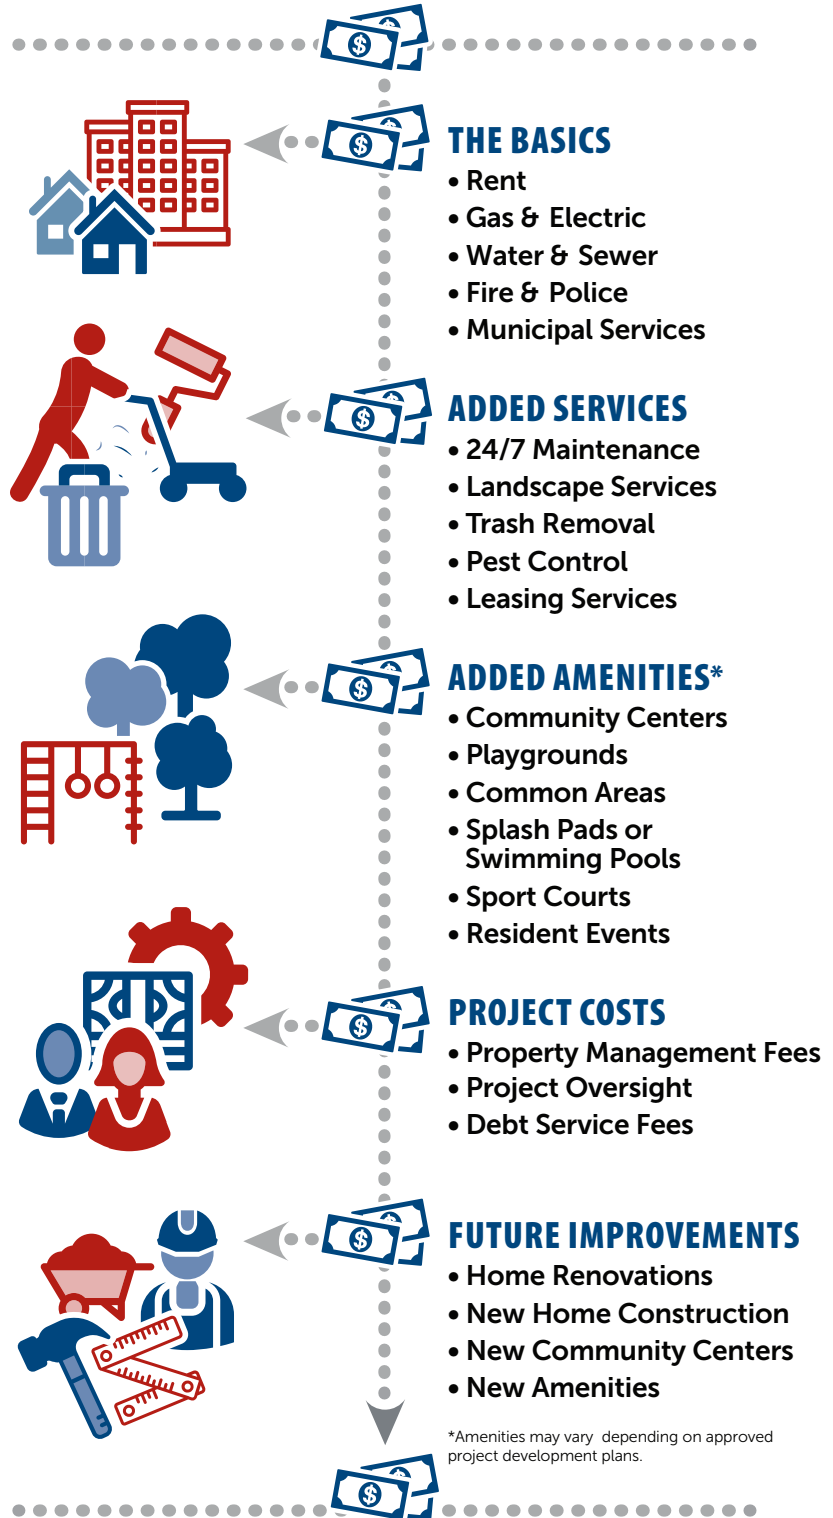 $
$
THE BASICS
• Rent
• Gas & Electric
• Water & Sewer
• Fire & Police
• Municipal Services
$
ADDED SERVICES
• 24/7 Maintenance
• Landscape Services
• Trash Removal
• Pest Control
• Leasing Services
$
ADDED AMENITIES*
• Community Centers
• Playgrounds
• Common Areas
• Splash Pads or
Swimming Pools
• Sport Courts
• Resident Events
$
PROJECT COSTS
• Property Management Fees
• Project Oversight
• Debt Service Fees
$
FUTURE IMPROVEMENTS
• Home Renovations
• New Home Construction
• New Community Centers
• New Amenities
*Amenities may vary depending on approved
project development plans.
$